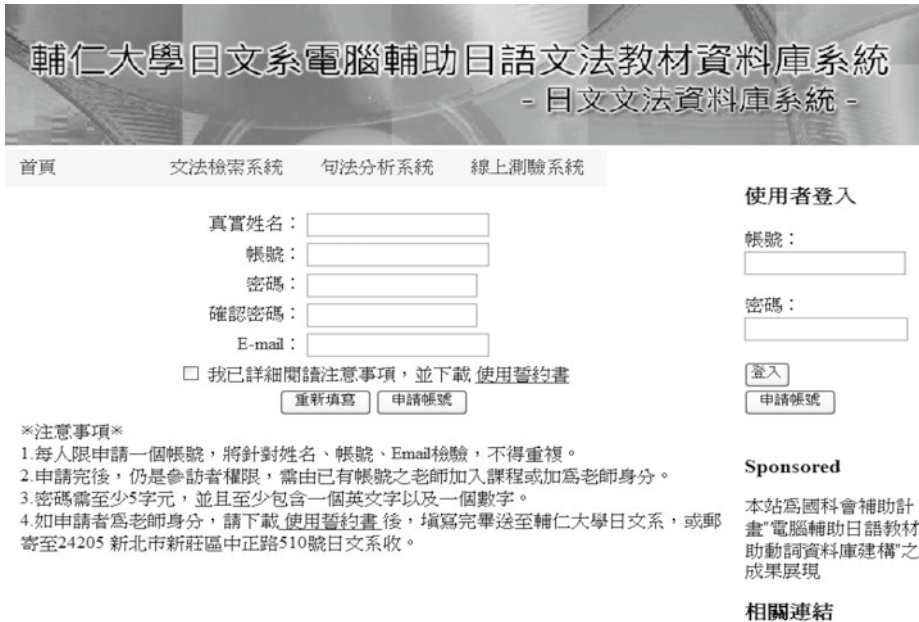 輔仁大學日文系電腦輔助日語文法教材資料庫系統
- 日文文法資料庫系統 -
首頁 文法檢索系統 句法分析系統 線上測驗系統
真實姓名：
帳號：
密碼：
確認密碼：
E-mail：
我已詳細閱讀注意事項，並下載 使用誓約書
重新填寫 申請帳號
※注意事項※
1.每人限申請一個帳號，將針對姓名、帳號、Email檢驗，不得重複。
2.申請完後，仍是參訪者權限，需由已有帳號之老師加入課程或加為老師身分。
3.密碼需至少5字元，並且至少包含一個英文字以及一個數字。
4.如申請者為老師身分，請下載 使用誓約書 後，填寫完畢送至輔仁大學日文系，或郵
寄至24205 新北市新莊區中正路510號日文系收。
使用者登入
帳號：
密碼：
登入
申請帳號
Sponsored
本站為國科會補助計
畫"電腦輔助日語教材
助動詞資料庫建構"之
成果展現
相關連結